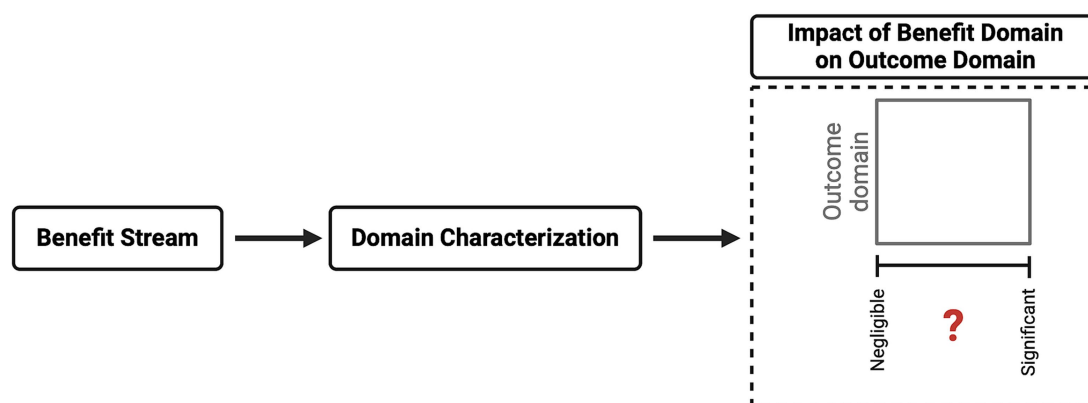 Impact of Benefit Domain
on Outcome Domain
Outcome
domain
Benefit Stream
Domain Characterization
Negligible
?
Significant